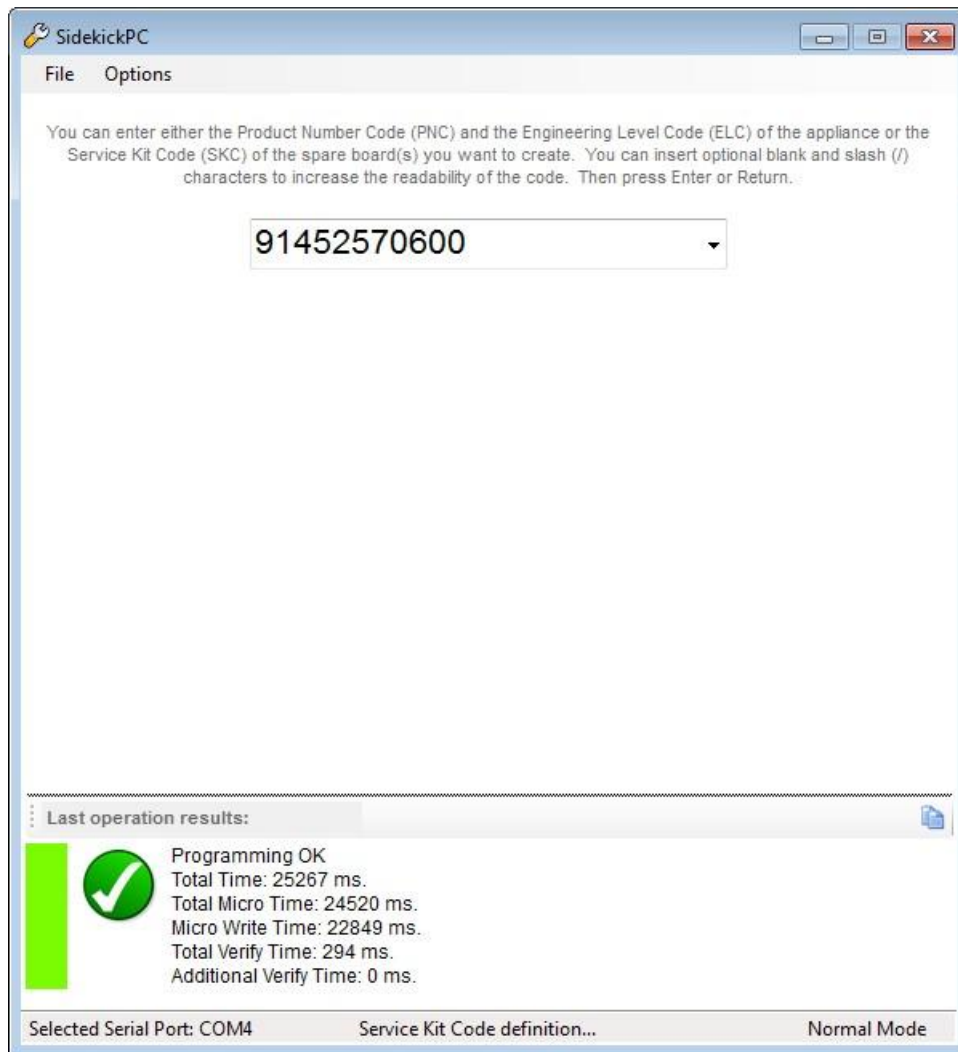 SidekickPC
File Options
You can enter either the Product Number Code (PNC) and the Engineering Level Code (ELC) of the appliance or the
Service Kit Code (SKC) of the spare board(s) you want to create. You can insert optional blank and slash (/)
characters to increase the readability of the code. Then press Enter or Return.
91452570600
Last operation results:
Programming OK
Total Time: 25267 ms.
Total Micro Time: 24520 ms.
Micro Write Time: 22849 ms.
Total Verify Time: 294 ms.
Additional Verify Time: 0 ms.
Selected Serial Port: COM4 Service Kit Code definition... Normal Mode